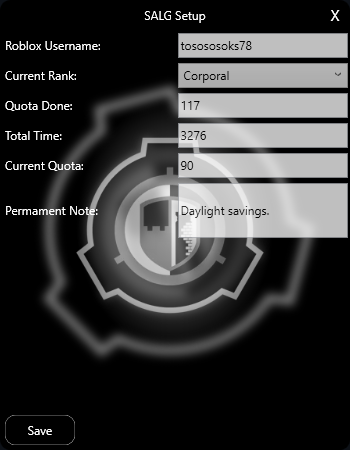 SALG Setup X
Roblox Username: tosososoks78
Current Rank: Corporal
Quota Done: 117
Total Time: 3276
Current Quota: 90
Permament Note: Daylight savings.
Save